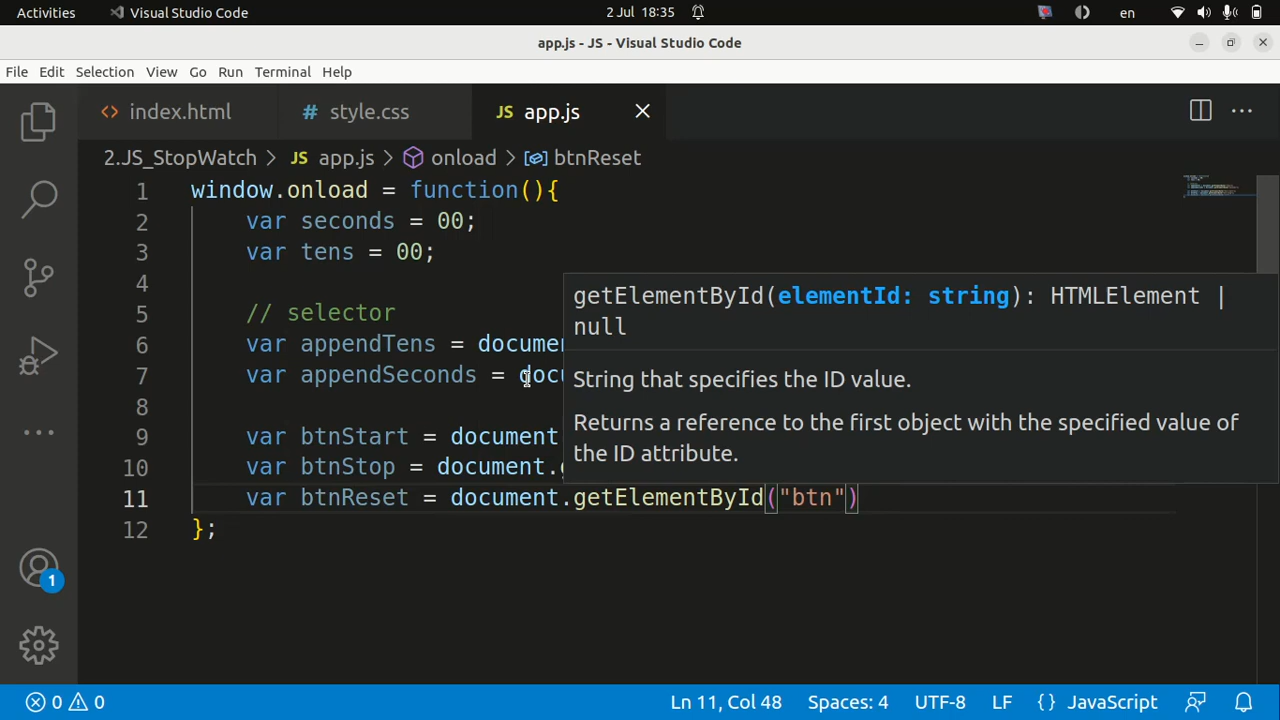 Activities Visual Studio Code 2 Jul 18:35 en
app.js - JS - Visual Studio Code
File Edit Selection View Go Run Terminal Help
index.html # style.css JS app.js
2.JS_StopWatch > JS app.js > onload > btnReset
1 window.onload = function(){
2 var seconds = 00;
3 var tens = 00;
4
5 // selector
6 var appendTens = documen
7 var appendSeconds = docu
8
9 var btnStart = document
10 var btnStop = document.g
11 var btnReset = document.getElementById("btn")
12 };
getElementById(elementId: string): HTMLElement |
null
String that specifies the ID value.
Returns a reference to the first object with the specified value of
the ID attribute.
1
0 0 Ln 11, Col 48 Spaces: 4 UTF-8 LF {} JavaScript